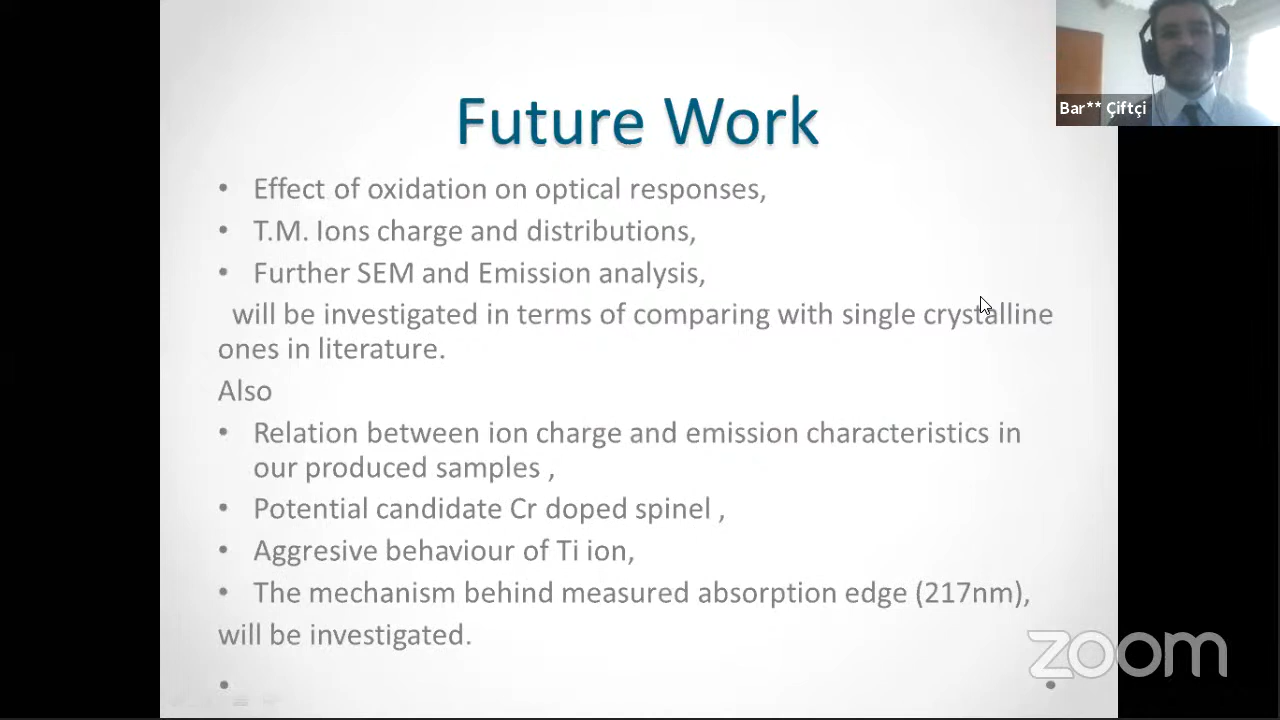 Future Work
• Effect of oxidation on optical responses,
• T.M. Ions charge and distributions,
• Further SEM and Emission analysis,
will be investigated in terms of comparing with single crystalline
ones in literature.
Also
• Relation between ion charge and emission characteristics in
our produced samples ,
• Potential candidate Cr doped spinel ,
• Aggresive behaviour of Ti ion,
• The mechanism behind measured absorption edge (217nm),
will be investigated.
Bar** Çiftçi
zoom